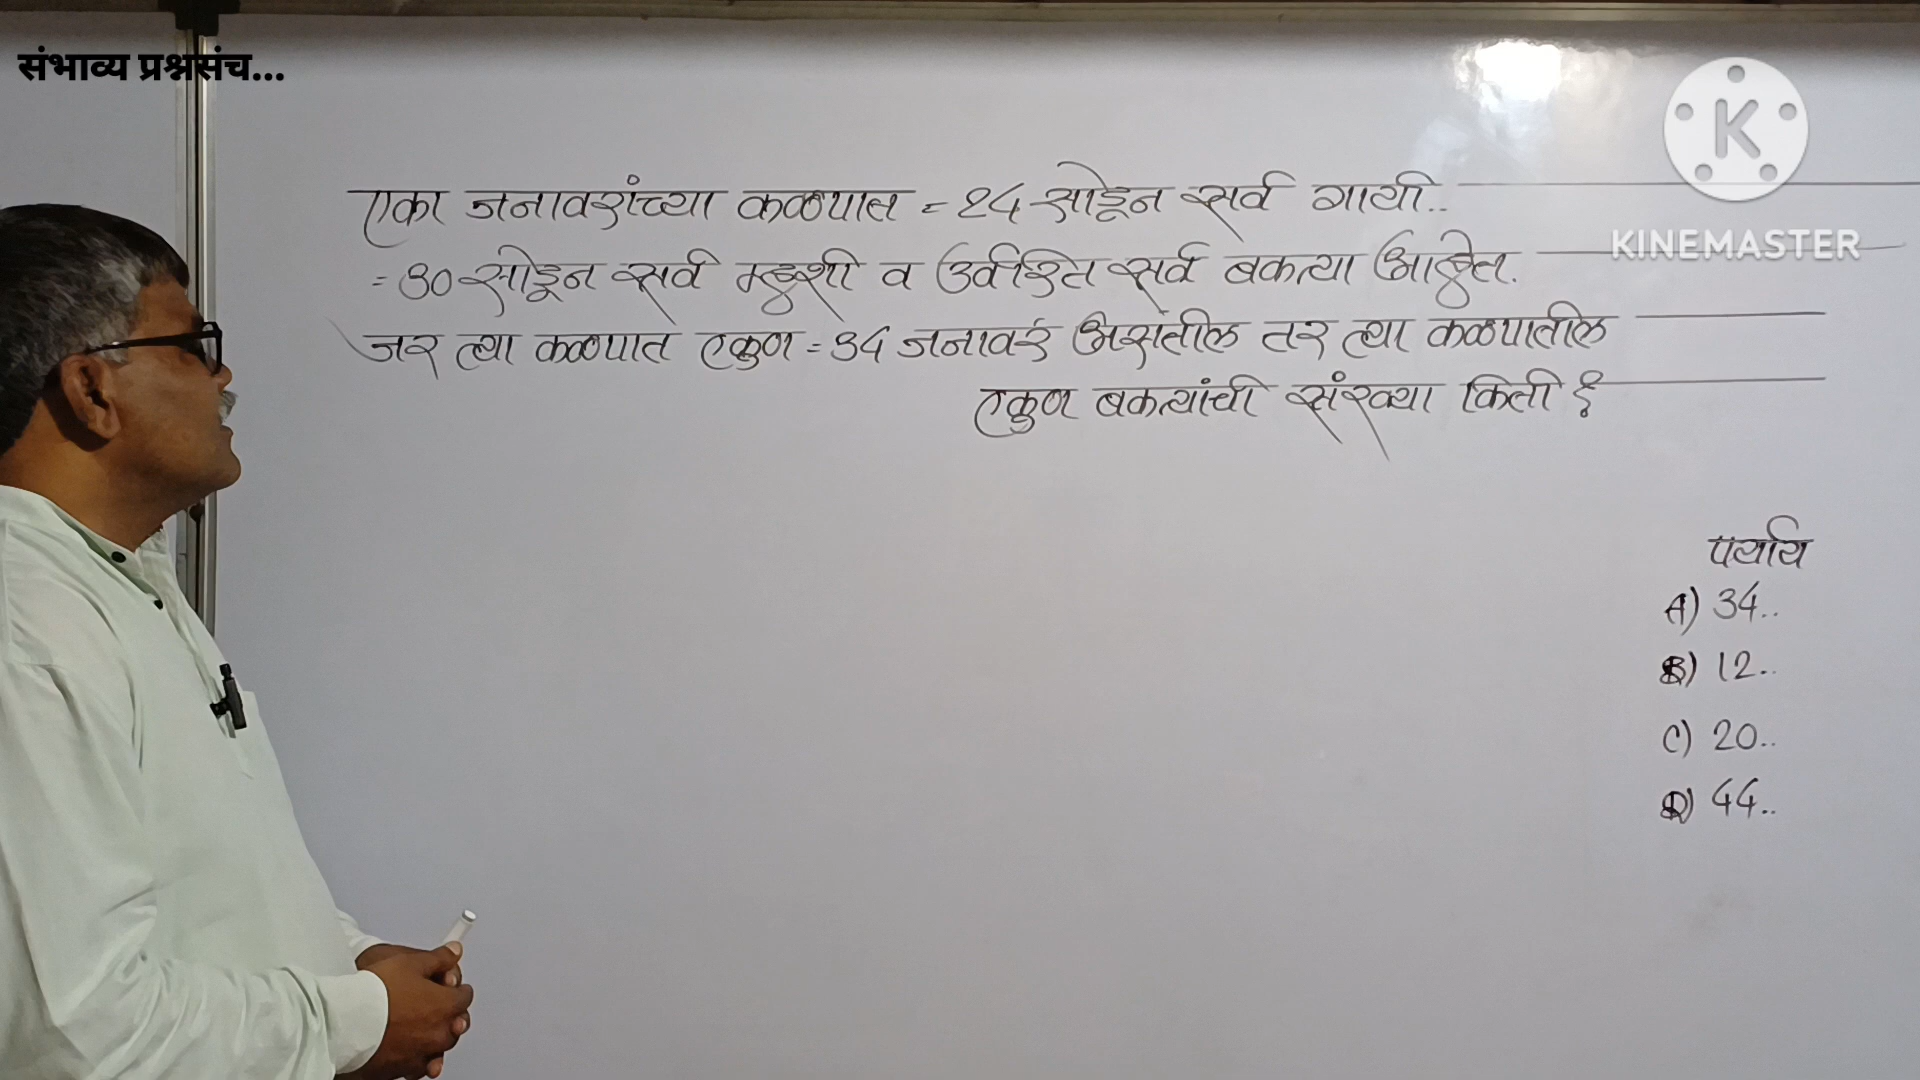 संभाव्य प्रश्नसंच...
KINEMASTER
एका जनावरांच्या कळपात = 24 सोडून सर्व गायी..
= 30 सोडून सर्व म्हशी व उर्वरित सर्व बकऱ्या आहेत.
जर त्या कळपात एकुण = 34 जनावरं असतील तर त्या कळपातील
एकुण बकऱ्यांची संख्या किती ?
पर्याय
A) 34..
B) 12..
C) 20..
D) 44..